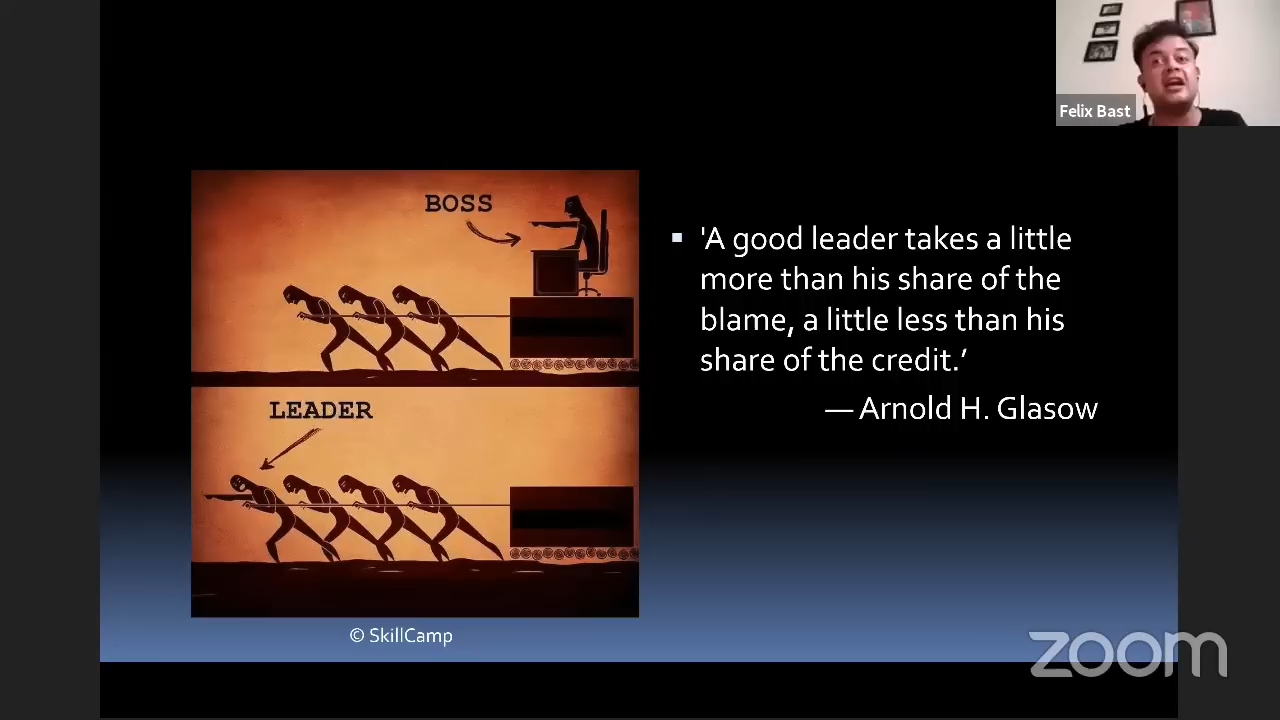 Felix Bast
BOSS
LEADER
© SkillCamp
▪ 'A good leader takes a little
more than his share of the
blame, a little less than his
share of the credit.’
— Arnold H. Glasow
zoom